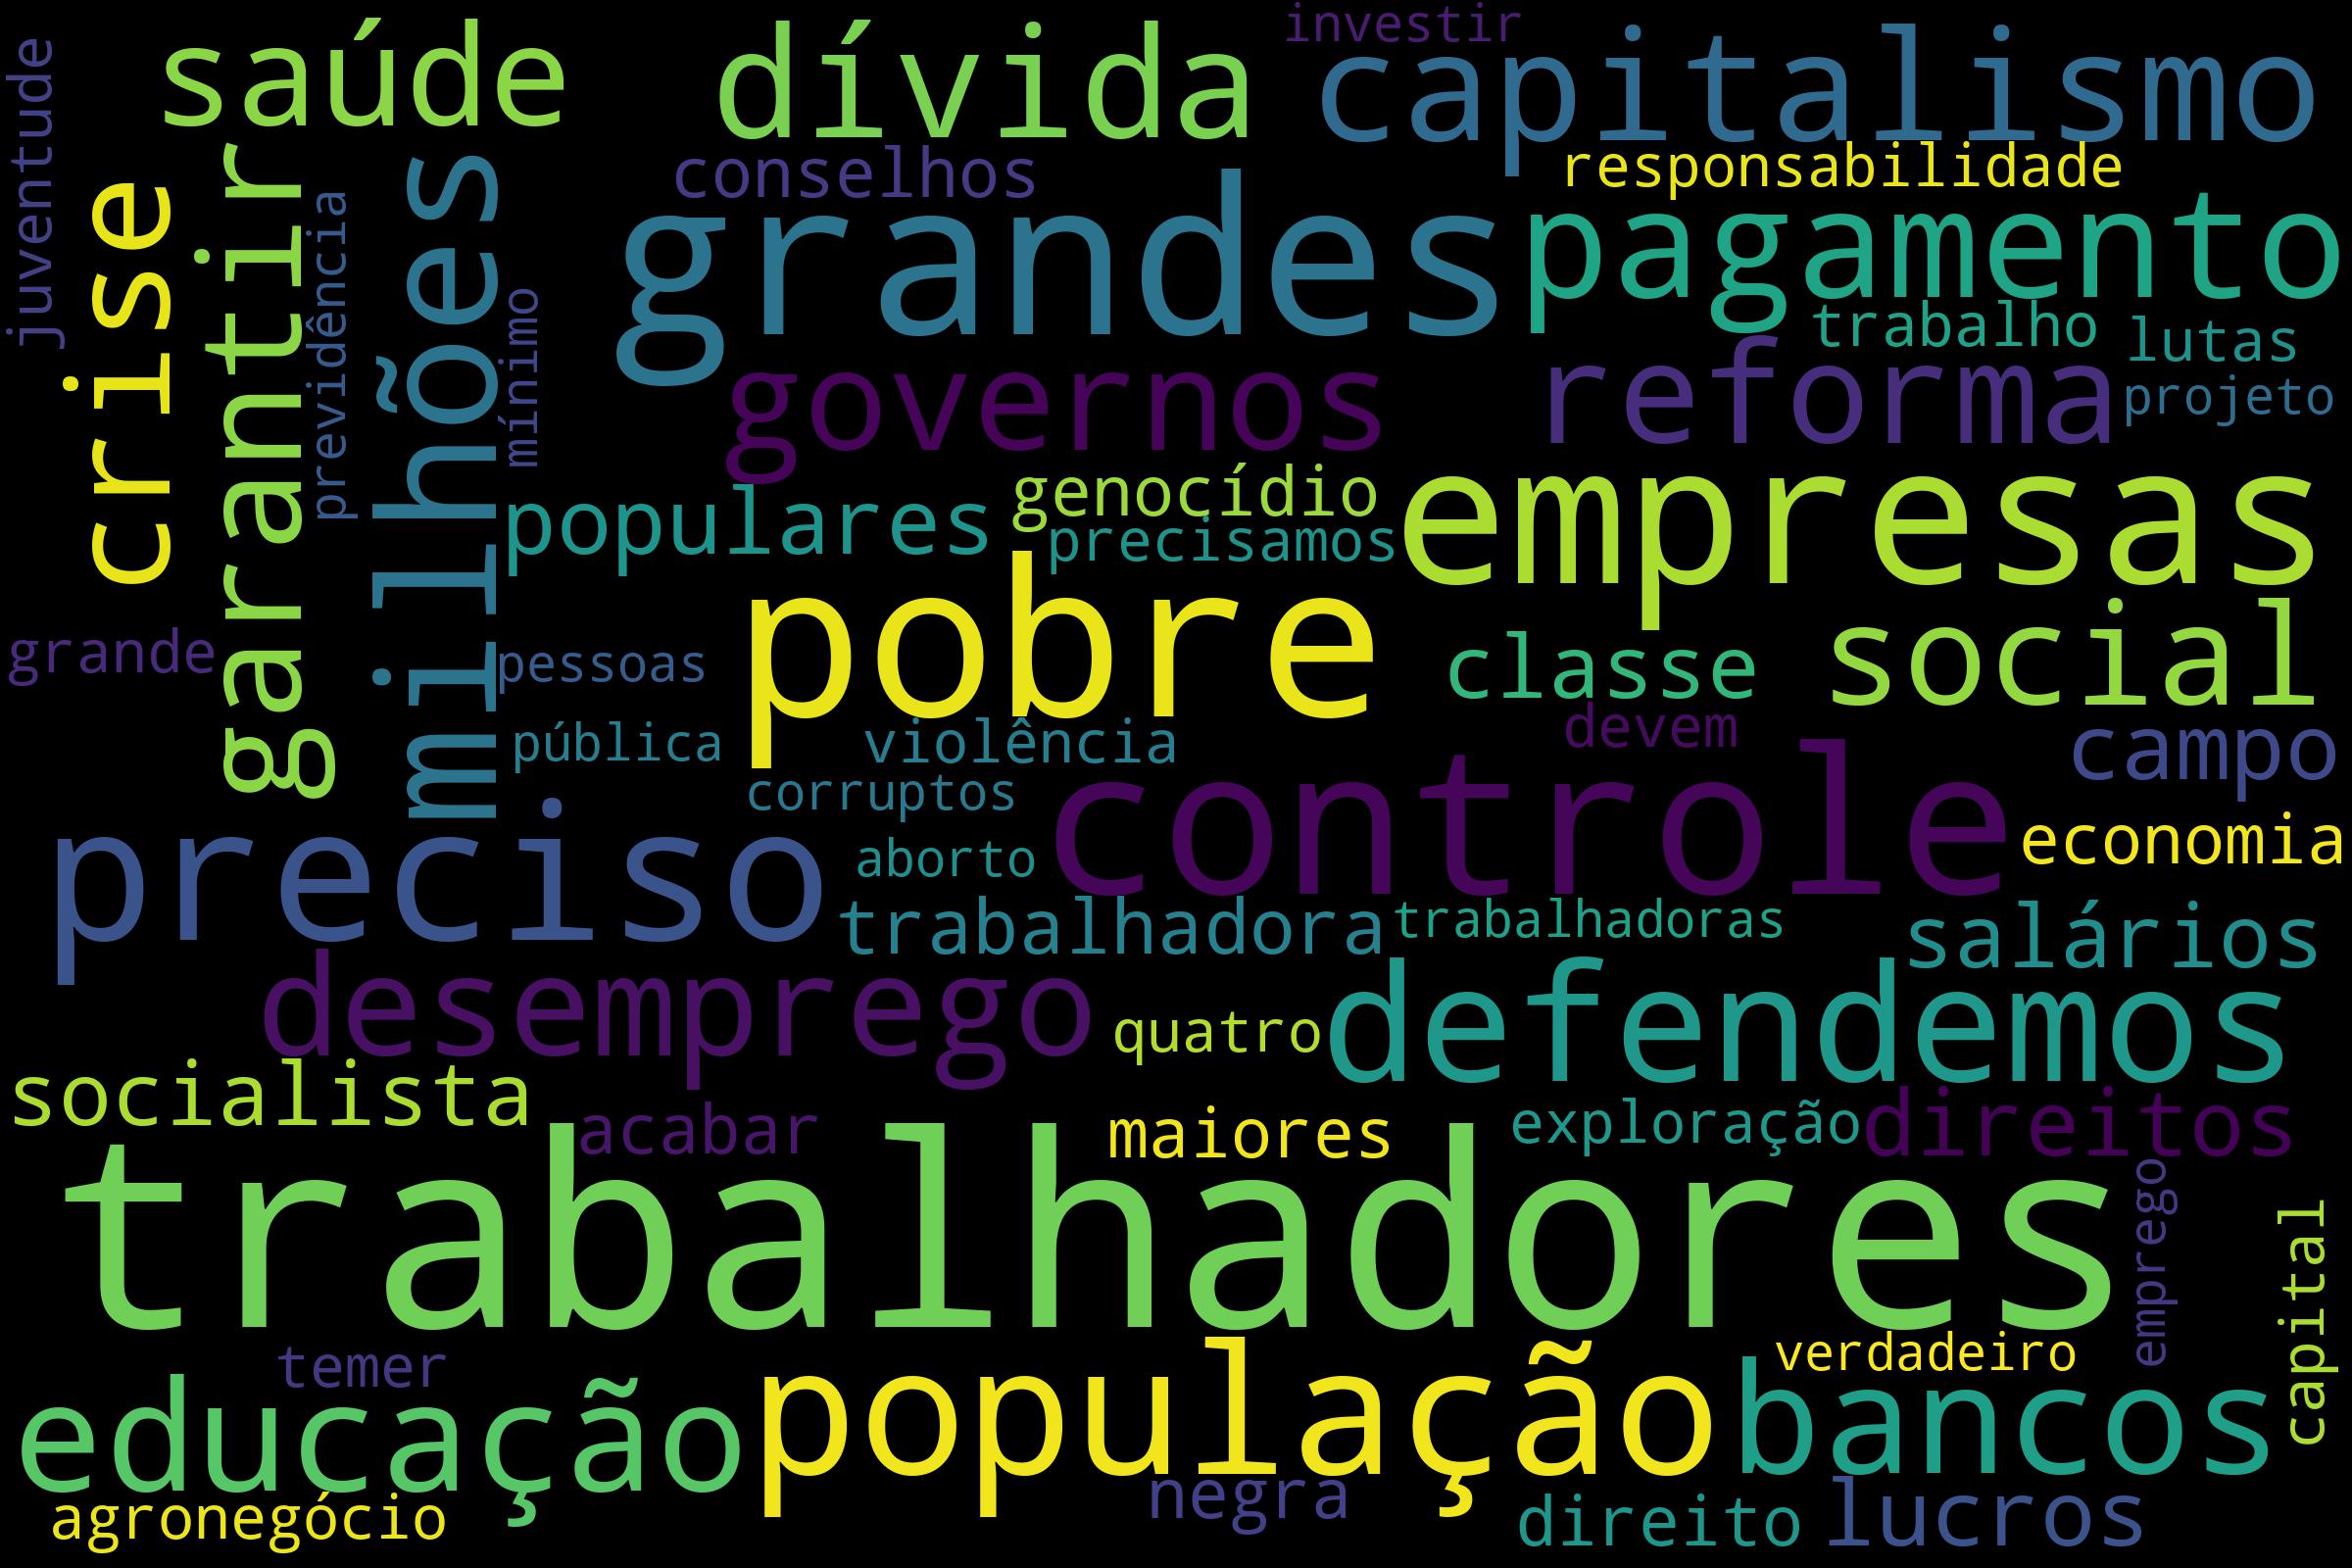 investir
juventude
saúde
dívida
capitalismo
crise
garantir
previdência
milhões
mínimo
conselhos
responsabilidade
grandes
pagamento
trabalho
lutas
governos
reforma
projeto
populares
genocídio
precisamos
empresas
grande
pessoas
pobre
classe
social
pública
violência
devem
campo
corruptos
preciso
aborto
controle
economia
trabalhadora
trabalhadoras
salários
desemprego
quatro
defendemos
socialista
acabar
maiores
exploração
direitos
trabalhadores
emprego
capital
temer
verdadeiro
educação
população
bancos
agronegócio
negra
direito
lucros